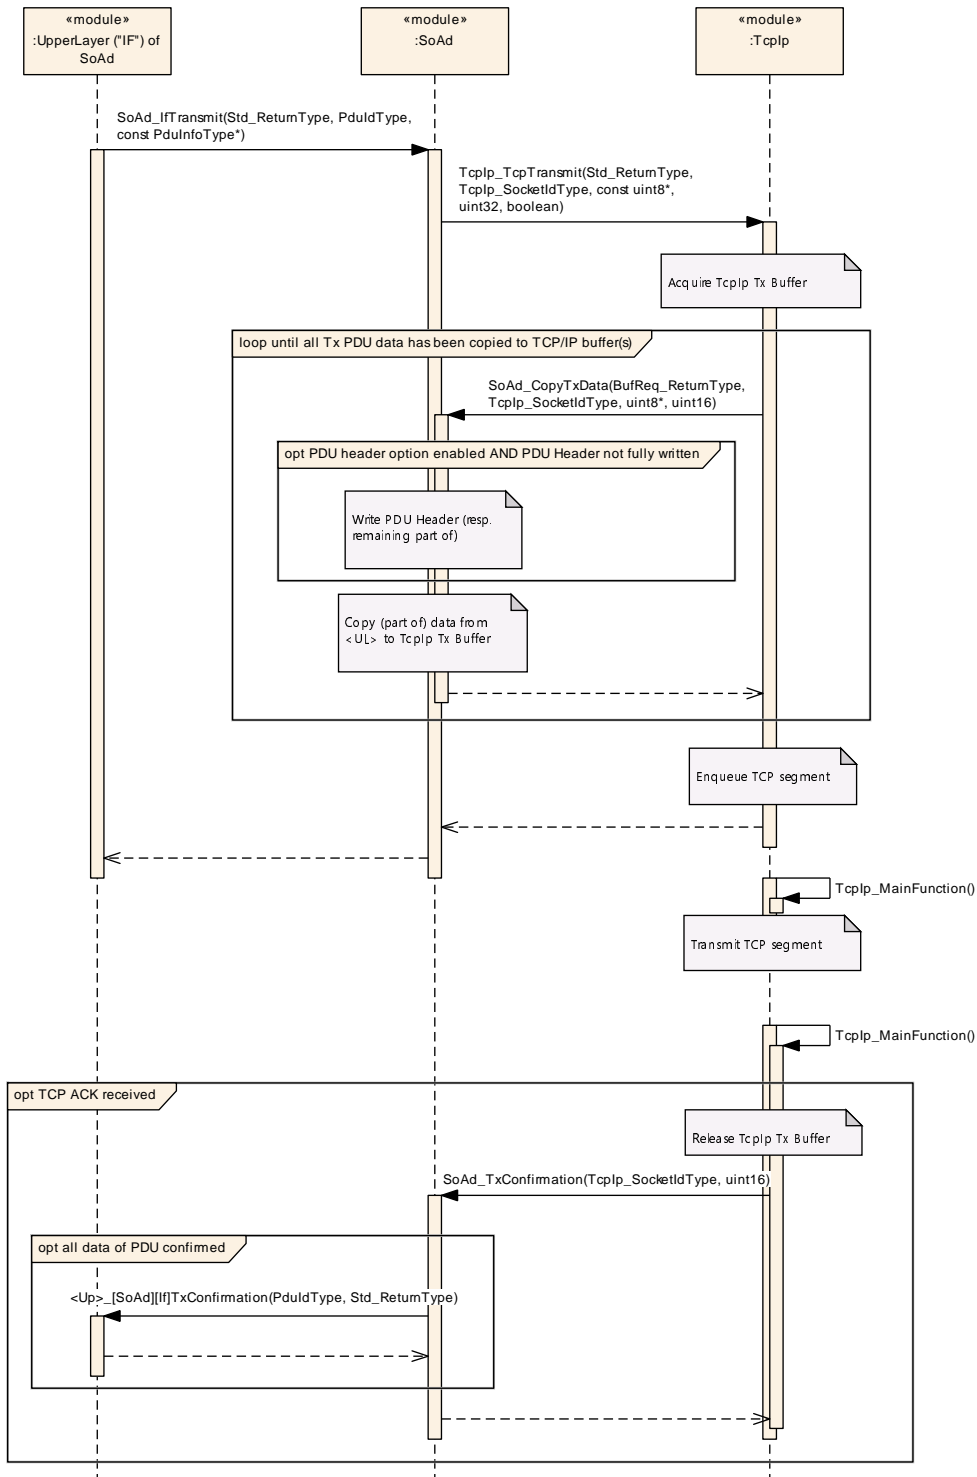 «module»
:UpperLayer ("IF") of
SoAd
«module»
:SoAd
«module»
:TcpIp
SoAd_IfTransmit(Std_ReturnType, PduIdType,
const PduInfoType*)
TcpIp_TcpTransmit(Std_ReturnType,
TcpIp_SocketIdType, const uint8*,
uint32, boolean)
Acquire TcpIp Tx Buffer
loop until all Tx PDU data has been copied to TCP/IP buffer(s)
SoAd_CopyTxData(BufReq_ReturnType,
TcpIp_SocketIdType, uint8*, uint16)
opt PDU header option enabled AND PDU Header not fully written
Write PDU Header (resp.
remaining part of)
Copy (part of) data from
<UL> to TcpIp Tx Buffer
Enqueue TCP segment
TcpIp_MainFunction()
Transmit TCP segment
TcpIp_MainFunction()
opt TCP ACK received
Release TcpIp Tx Buffer
SoAd_TxConfirmation(TcpIp_SocketIdType, uint16)
opt all data of PDU confirmed
<Up>_[SoAd][If]TxConfirmation(PduIdType, Std_ReturnType)